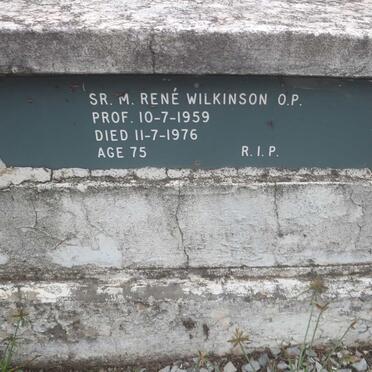 SR. M. RENÉ WILKINSON O.P.
PROF. 10-7-1959
DIED 11-7-1976
AGE 75 R.I.P.